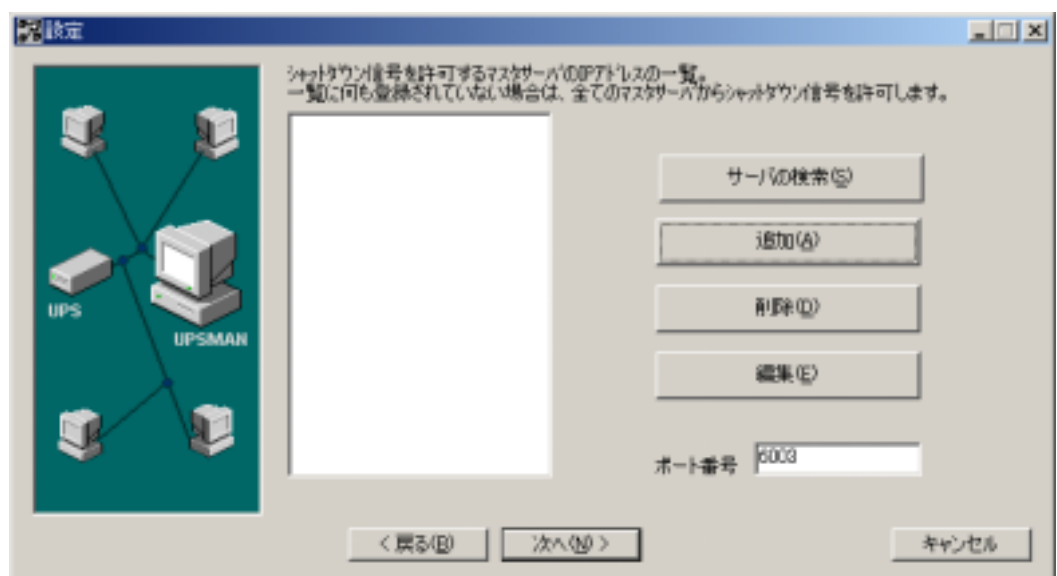 設定
ｼｬｯﾄﾀﾞｳﾝ信号を許可するﾏｽﾀｻｰﾊﾞのIPｱﾄﾞﾚｽの一覧。
一覧に何も登録されていない場合は、全てのﾏｽﾀｻｰﾊﾞからｼｬｯﾄﾀﾞｳﾝ信号を許可します。
サーバの検索(S)
追加(A)
UPS
削除(D)
UPSMAN
編集(E)
ポート番号 6003
< 戻る(B)
次へ(N) >
キャンセル